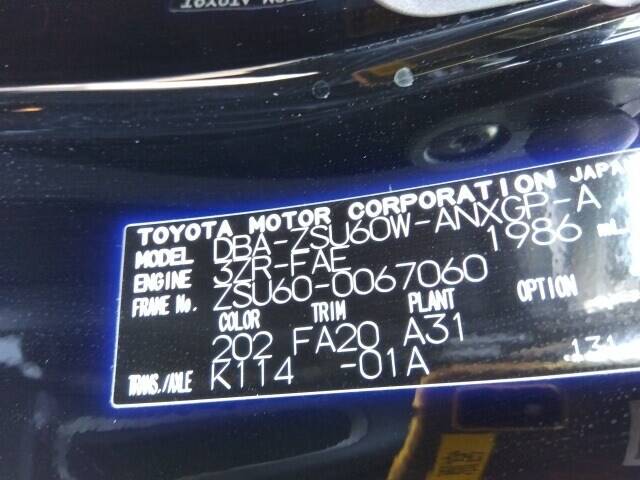 TOYOTA MOTOR CORPORATION JAPAN
MODEL DBA-ZSU60W-ANXGP-A
ENGINE 3ZR-FAE 1986 mL
FRAME No. ZSU60-0067060
COLOR TRIM PLANT OPTION
202 FA20 A31
TRANS./AXLE K114 -01A .131